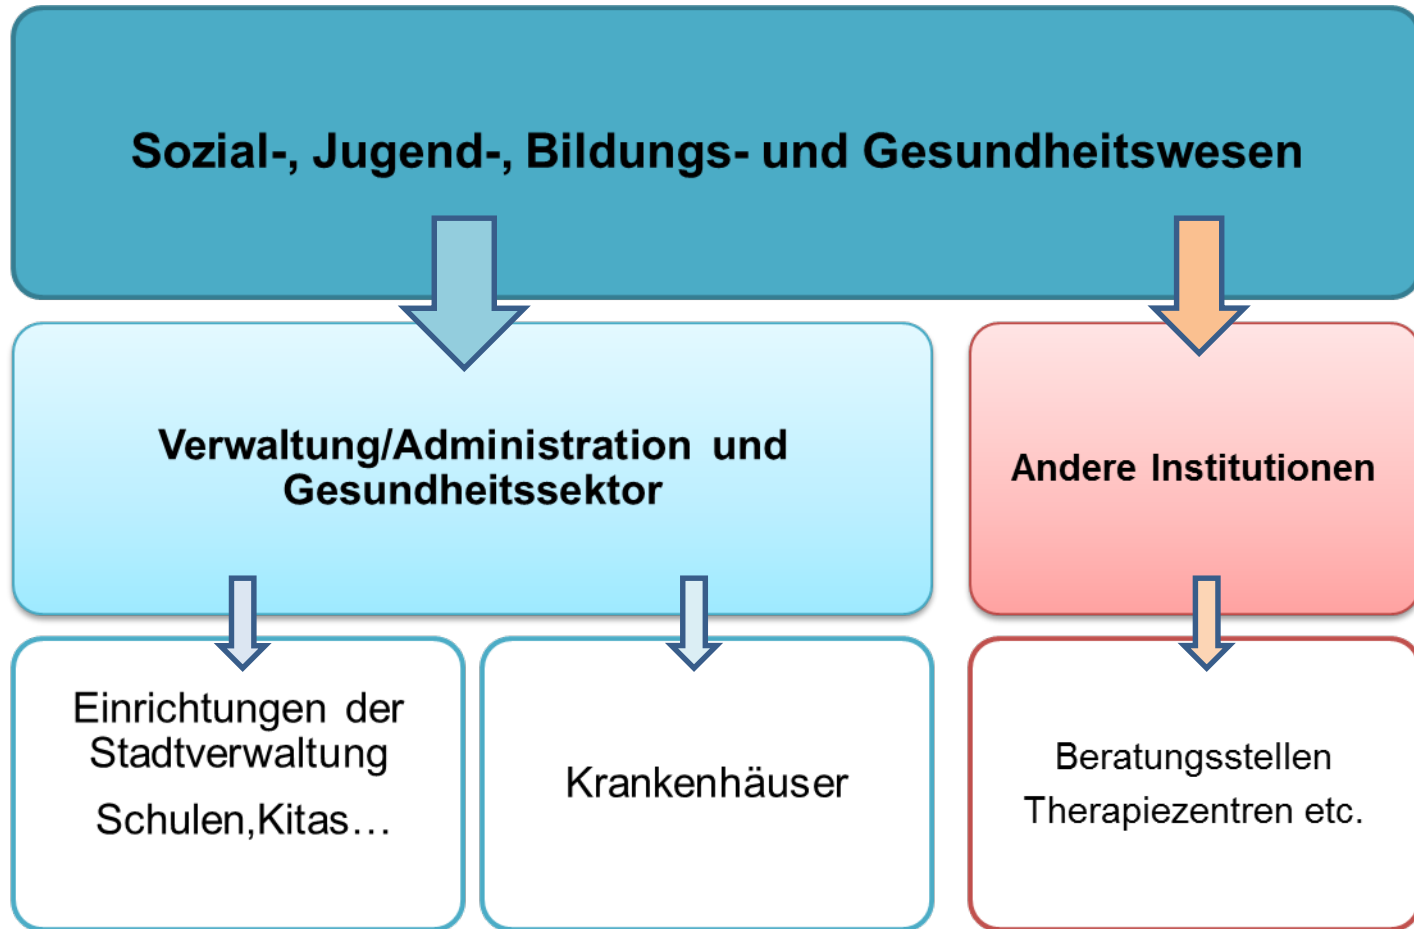 Sozial-, Jugend-, Bildungs- und Gesundheitswesen
Verwaltung/Administration und
Gesundheitssektor
Andere Institutionen
Einrichtungen der
Stadtverwaltung
Schulen,Kitas…
Krankenhäuser
Beratungsstellen
Therapiezentren etc.